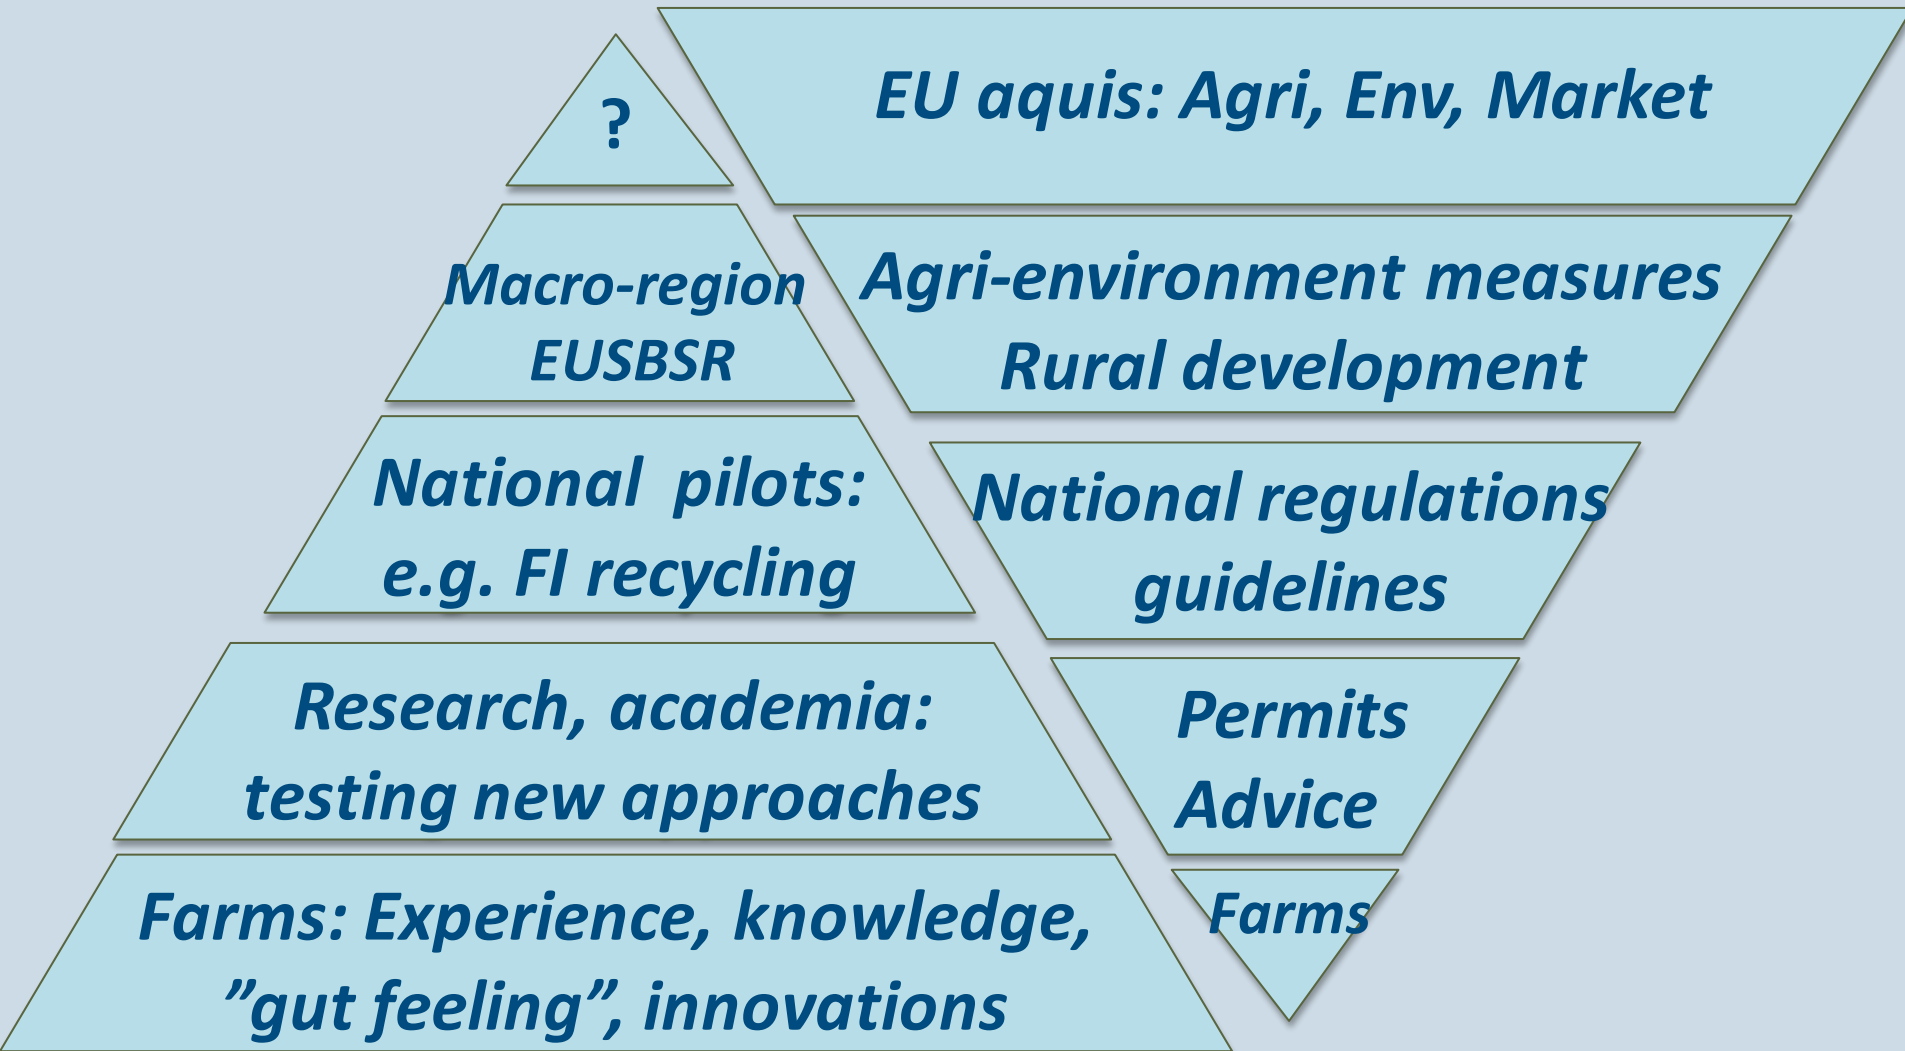 ?
Macro-region
EUSBSR
National  pilots:
e.g. FI recycling
Research, academia:
testing new approaches
Farms: Experience, knowledge,
”gut feeling”, innovations
EU aquis: Agri, Env, Market
Agri-environment measures
Rural development
National regulations
guidelines
Permits
Advice
Farms